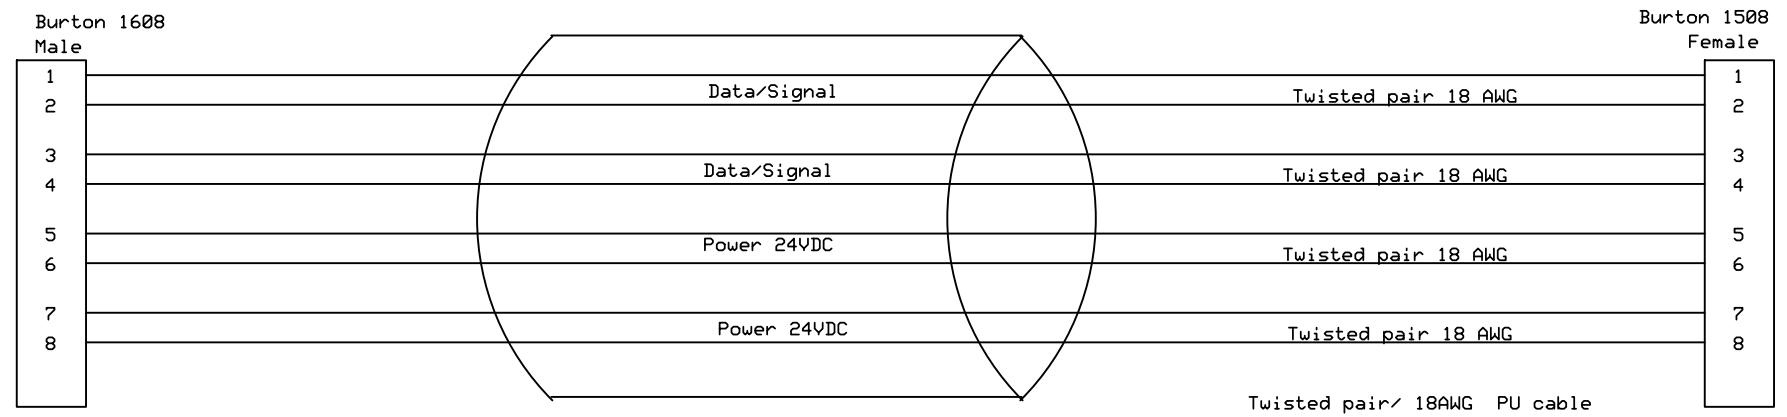 Burton 1608
Male
Burton 1508
Female
1 1
Data/Signal Twisted pair 18 AWG
2 2
3 3
Data/Signal Twisted pair 18 AWG
4 4
5 5
Power 24VDC Twisted pair 18 AWG
6 6
7 7
Power 24VDC Twisted pair 18 AWG
8 8
Twisted pair/ 18AWG PU cable